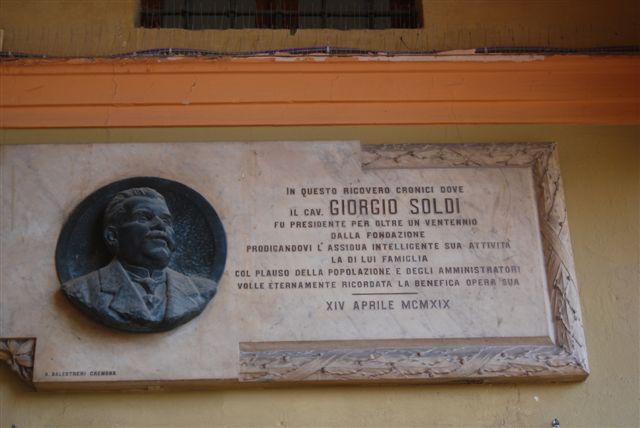 IN QUESTO RICOVERO CRONICI DOVE
IL CAV. GIORGIO SOLDI
FU PRESIDENTE PER OLTRE UN VENTENNIO
DALLA FONDAZIONE
PRODIGANDOVI L'ASSIDUA INTELLIGENTE SUA ATTIVITÀ
LA DI LUI FAMIGLIA
COL PLAUSO DELLA POPOLAZIONE E DEGLI AMMINISTRATORI
VOLLE ETERNAMENTE RICORDATA LA BENEFICA OPERA SUA
XIV APRILE MCMXIX
BALESTRERI CREMONA